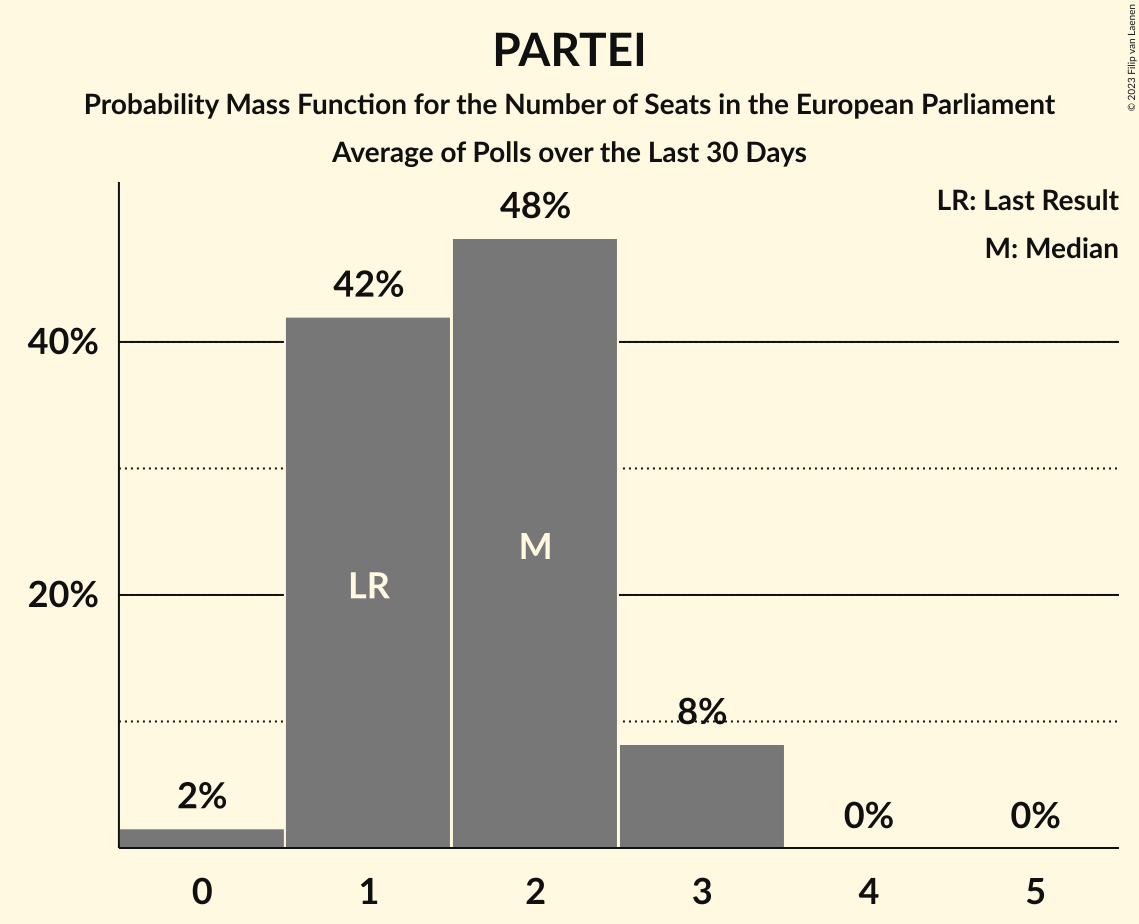 PARTEI
Probability Mass Function for the Number of Seats in the European Parliament
Average of Polls over the Last 30 Days
© 2023 Filip van Laenen
LR: Last Result
M: Median
48%
42%
40%
M
LR
20%
8%
2%
0%
0%
0 1 2 3 4 5